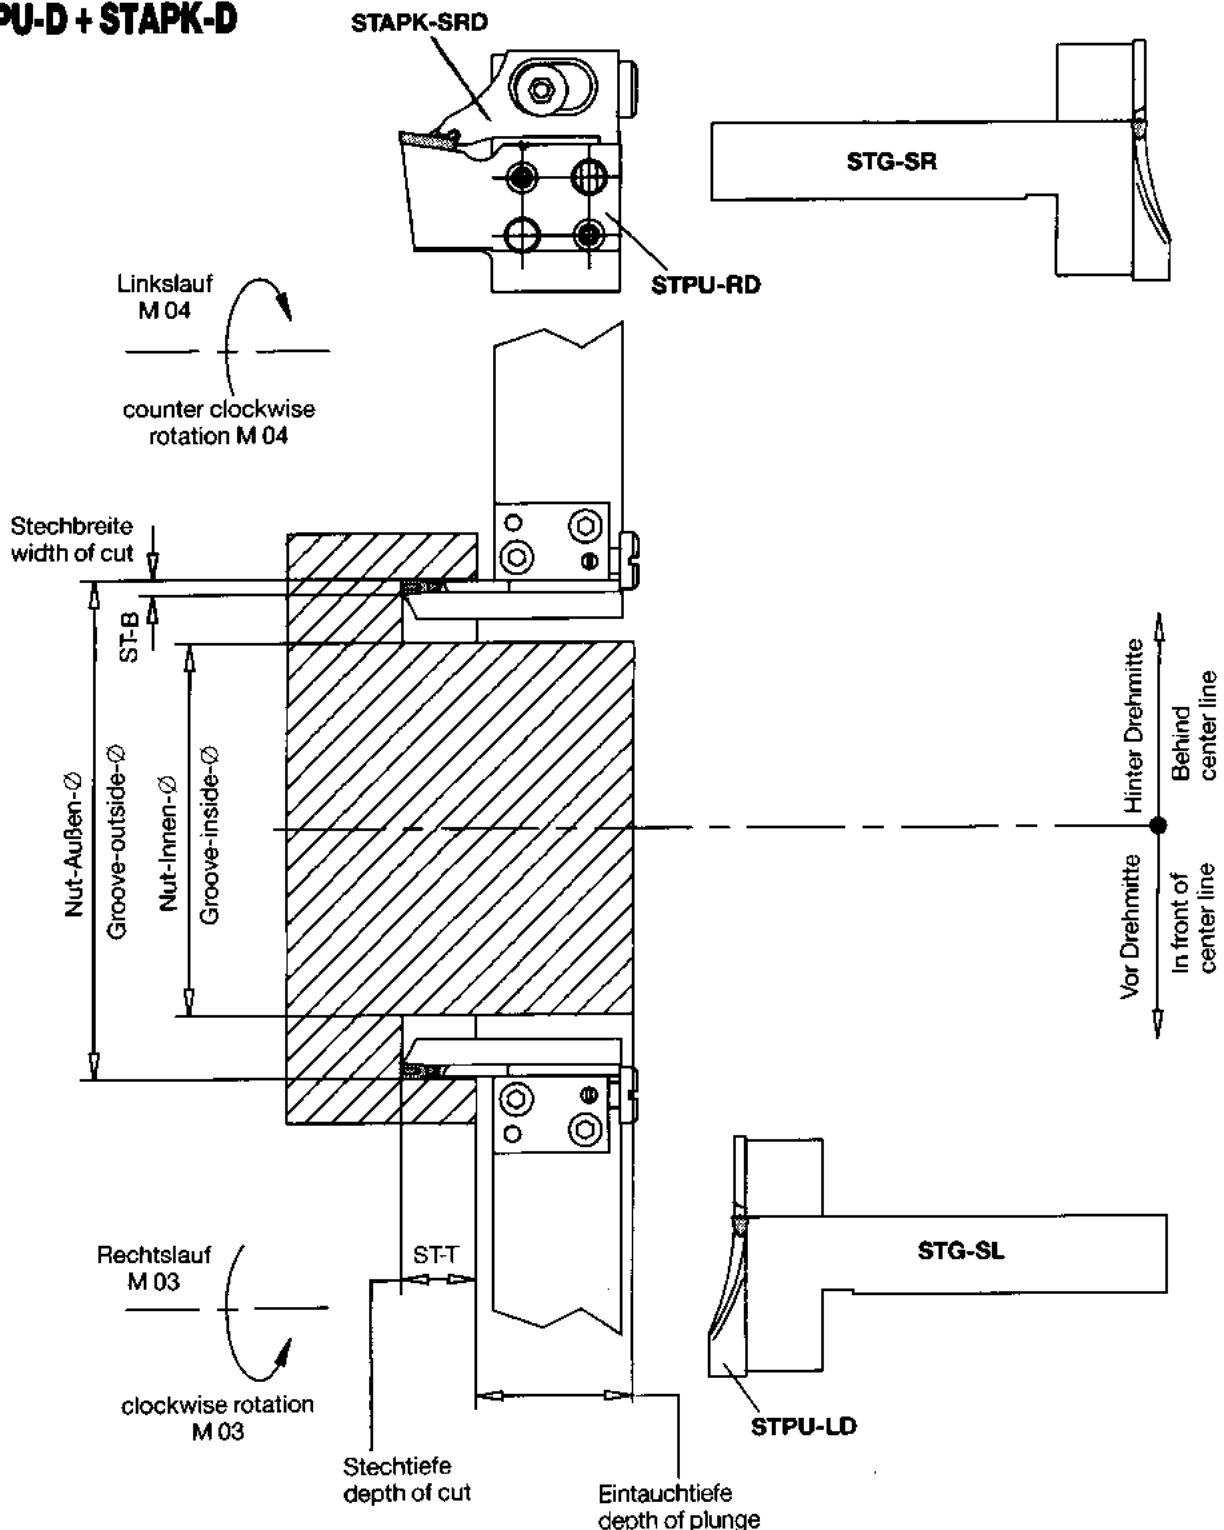 PU-D + STAPK-D
STAPK-SRD
STG-SR
STPU-RD
Linkslauf
M 04
counter clockwise
rotation M 04
Stechbreite
width of cut
ST-B
Nut-Außen-Ø
Groove-outside-Ø
Nut-Innen-Ø
Groove-inside-Ø
Hinter Drehmitte
Behind
center line
Vor Drehmitte
In front of
center line
Rechtslauf
M 03
clockwise rotation
M 03
ST-T
STG-SL
STPU-LD
Stechtiefe
depth of cut
Eintauchtiefe
depth of plunge